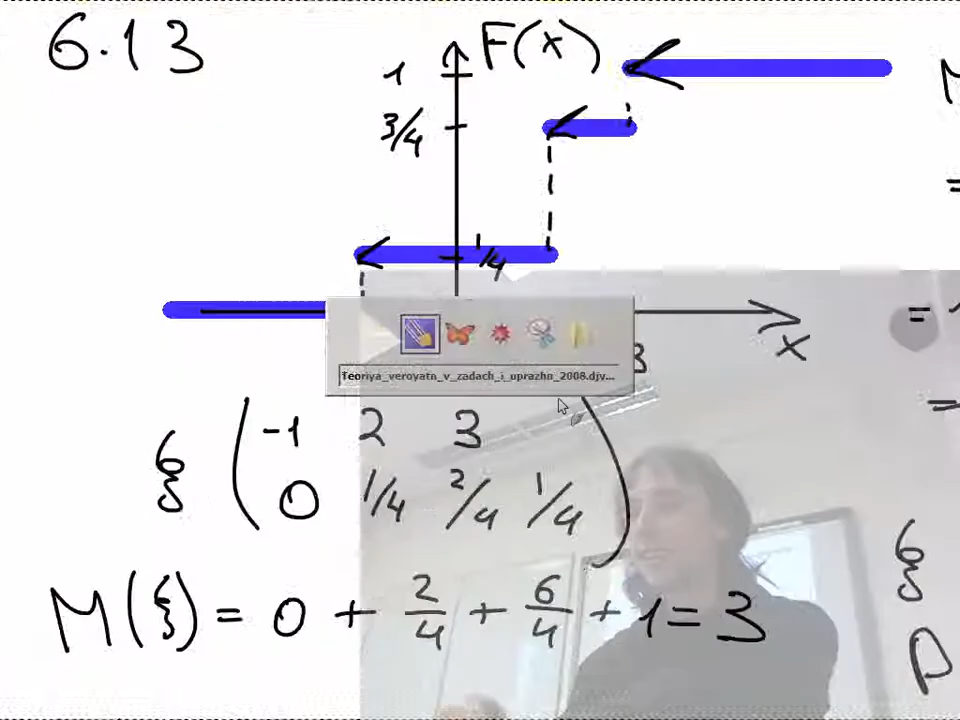 6.13
F(x)
1
3/4
1/4
x
3
Teoriya_veroyatn_v_zadach_i_uprazhn_2008.djv...
ξ ( -1 2 3 )
0 1/4 2/4 1/4
M(ξ) = 0 + 2/4 + 6/4 + 1 = 3
ξ